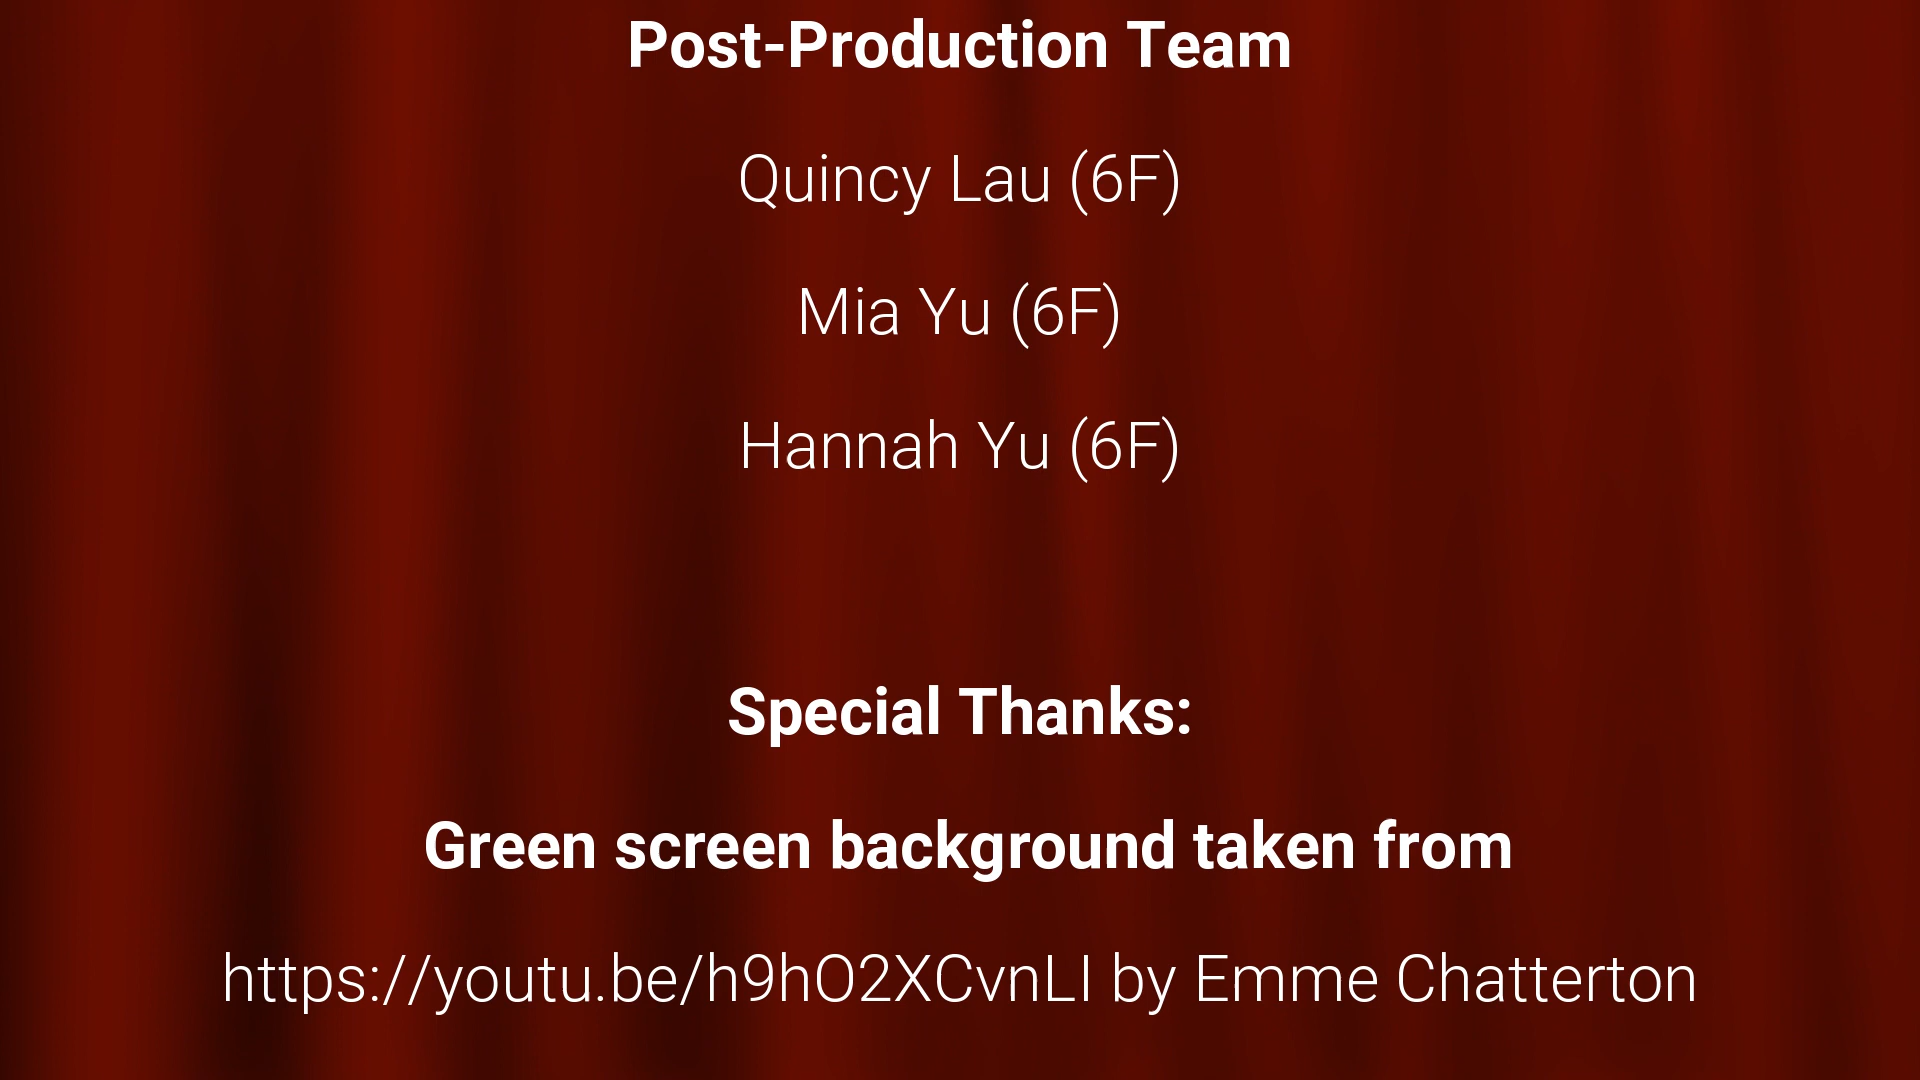 Post-Production Team
Quincy Lau (6F)
Mia Yu (6F)
Hannah Yu (6F)
Special Thanks:
Green screen background taken from
https://youtu.be/h9hO2XCvnLI by Emme Chatterton